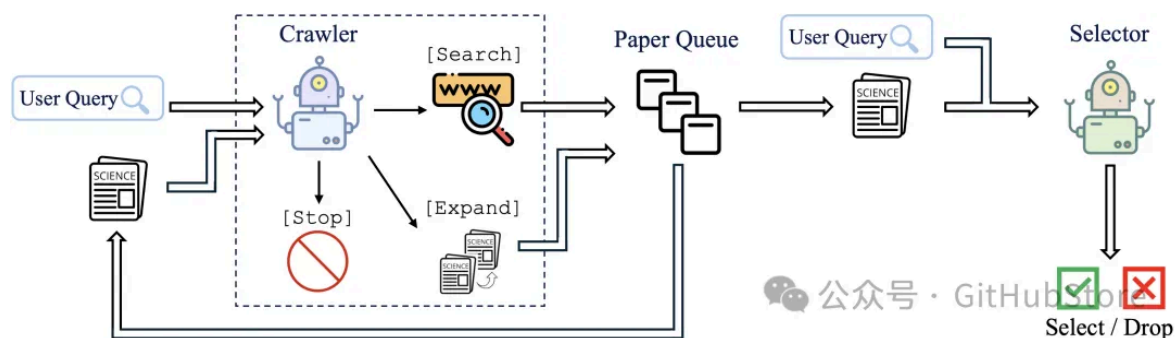 Crawler
[Search]
www
User Query
SCIENCE
[Stop]
[Expand]
SCIENCE
SCIENCE
Paper Queue
User Query
SCIENCE
Selector
公众号 · GitHubStore
Select / Drop